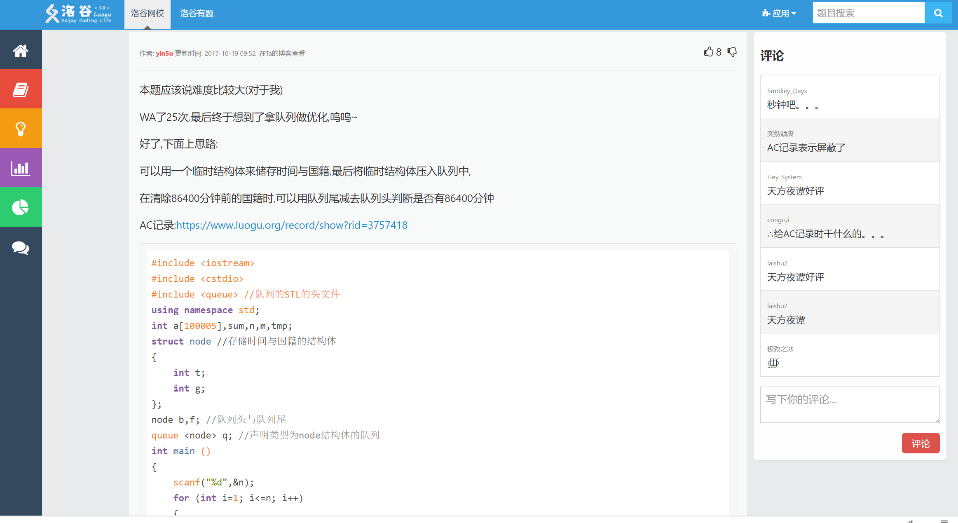 洛谷 Luogu
Enjoy Coding Life
洛谷网校
洛谷有题
应用
题目搜索
作者: yin5u 更新时间: 2017-10-19 09:52 在Ta的博客查看
8
本题应该说难度比较大(对于我)
WA了25次,最后终于想到了拿队列做优化,呜呜~
好了,下面上思路:
可以用一个临时结构体来储存时间与国籍,最后将临时结构体压入队列中,
在清除86400分钟前的国籍时,可以用队列尾减去队列头判断是否有86400分钟
AC记录:https://www.luogu.org/record/show?rid=3757418
#include <iostream>
#include <cstdio>
#include <queue> //队列的STL的头文件
using namespace std;
int a[100005],sum,n,m,tmp;
struct node //存储时间与国籍的结构体
{
int t;
int g;
};
node b,f; //队列头与队列尾
queue <node> q; //声明类型为node结构体的队列
int main ()
{
scanf("%d",&n);
for (int i=1; i<=n; i++)
{
评论
Smokey_Days
秒钟吧。。。
AC记录表示屏蔽了
Hey_System
天方夜谭好评
congrui
∴给AC记录时干什么的。。。
laishu2
天方夜谭好评
laishu2
天方夜谭
极致之冰
∰
写下你的评论...
评论